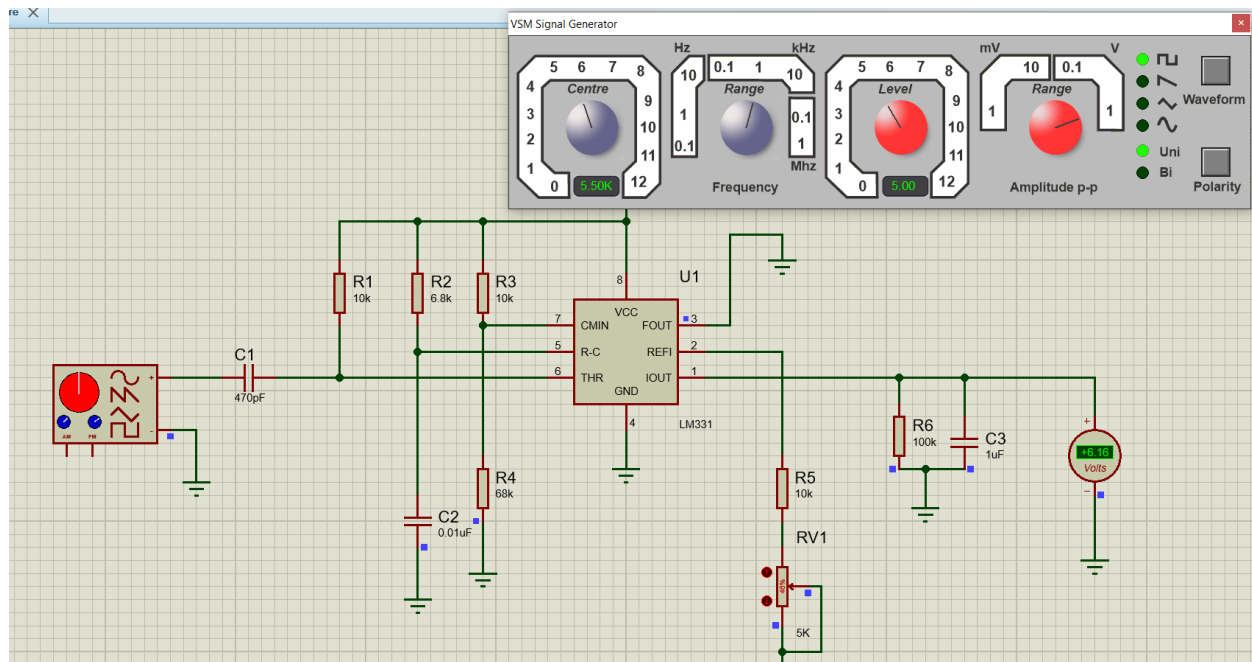 re
VSM Signal Generator
Hz kHz mV V
5 6 7 8 10 0.1 1 10 5 6 7 8 10 0.1
4 Centre Range 4 Level Range
3 9 1 0.1 3 9 1 1 Waveform
2 10 2 10
1 11 0.1 1 1 11 Uni
Mhz
0 5.50K 12 Frequency 0 5.00 12 Amplitude p-p Bi
Polarity
R1
10k
R2
6.8k
R3
10k
8
U1
VCC
7 CMIN FOUT 3
5 R-C REFI 2
6 THR IOUT 1
GND
4
LM331
C1
470pF
+
-
AM FM
R6
100k
C3
1uF
+
+6.16
Volts
-
R4
68k
R5
10k
C2
0.01uF
RV1
46%
5K